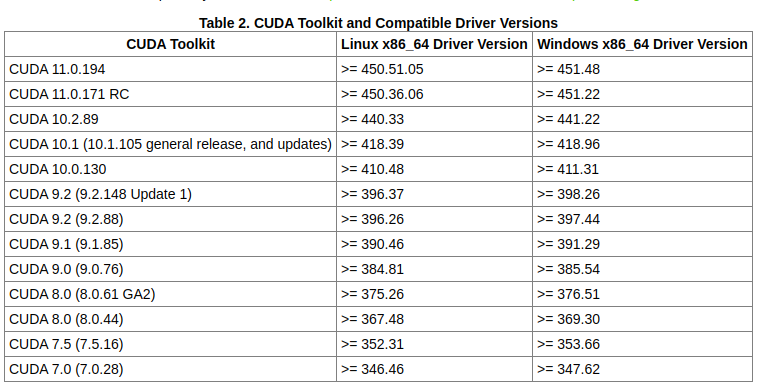 Table 2. CUDA Toolkit and Compatible Driver Versions
CUDA Toolkit Linux x86_64 Driver Version Windows x86_64 Driver Version
CUDA 11.0.194 >= 450.51.05 >= 451.48
CUDA 11.0.171 RC >= 450.36.06 >= 451.22
CUDA 10.2.89 >= 440.33 >= 441.22
CUDA 10.1 (10.1.105 general release, and updates) >= 418.39 >= 418.96
CUDA 10.0.130 >= 410.48 >= 411.31
CUDA 9.2 (9.2.148 Update 1) >= 396.37 >= 398.26
CUDA 9.2 (9.2.88) >= 396.26 >= 397.44
CUDA 9.1 (9.1.85) >= 390.46 >= 391.29
CUDA 9.0 (9.0.76) >= 384.81 >= 385.54
CUDA 8.0 (8.0.61 GA2) >= 375.26 >= 376.51
CUDA 8.0 (8.0.44) >= 367.48 >= 369.30
CUDA 7.5 (7.5.16) >= 352.31 >= 353.66
CUDA 7.0 (7.0.28) >= 346.46 >= 347.62